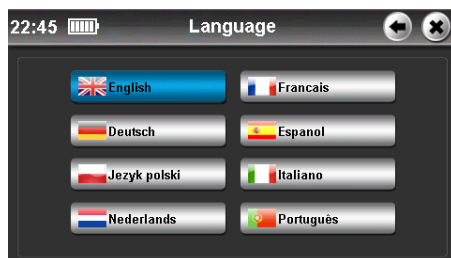 22:45 Language
English Francais
Deutsch Espanol
Jezyk polski Italiano
Nederlands Português